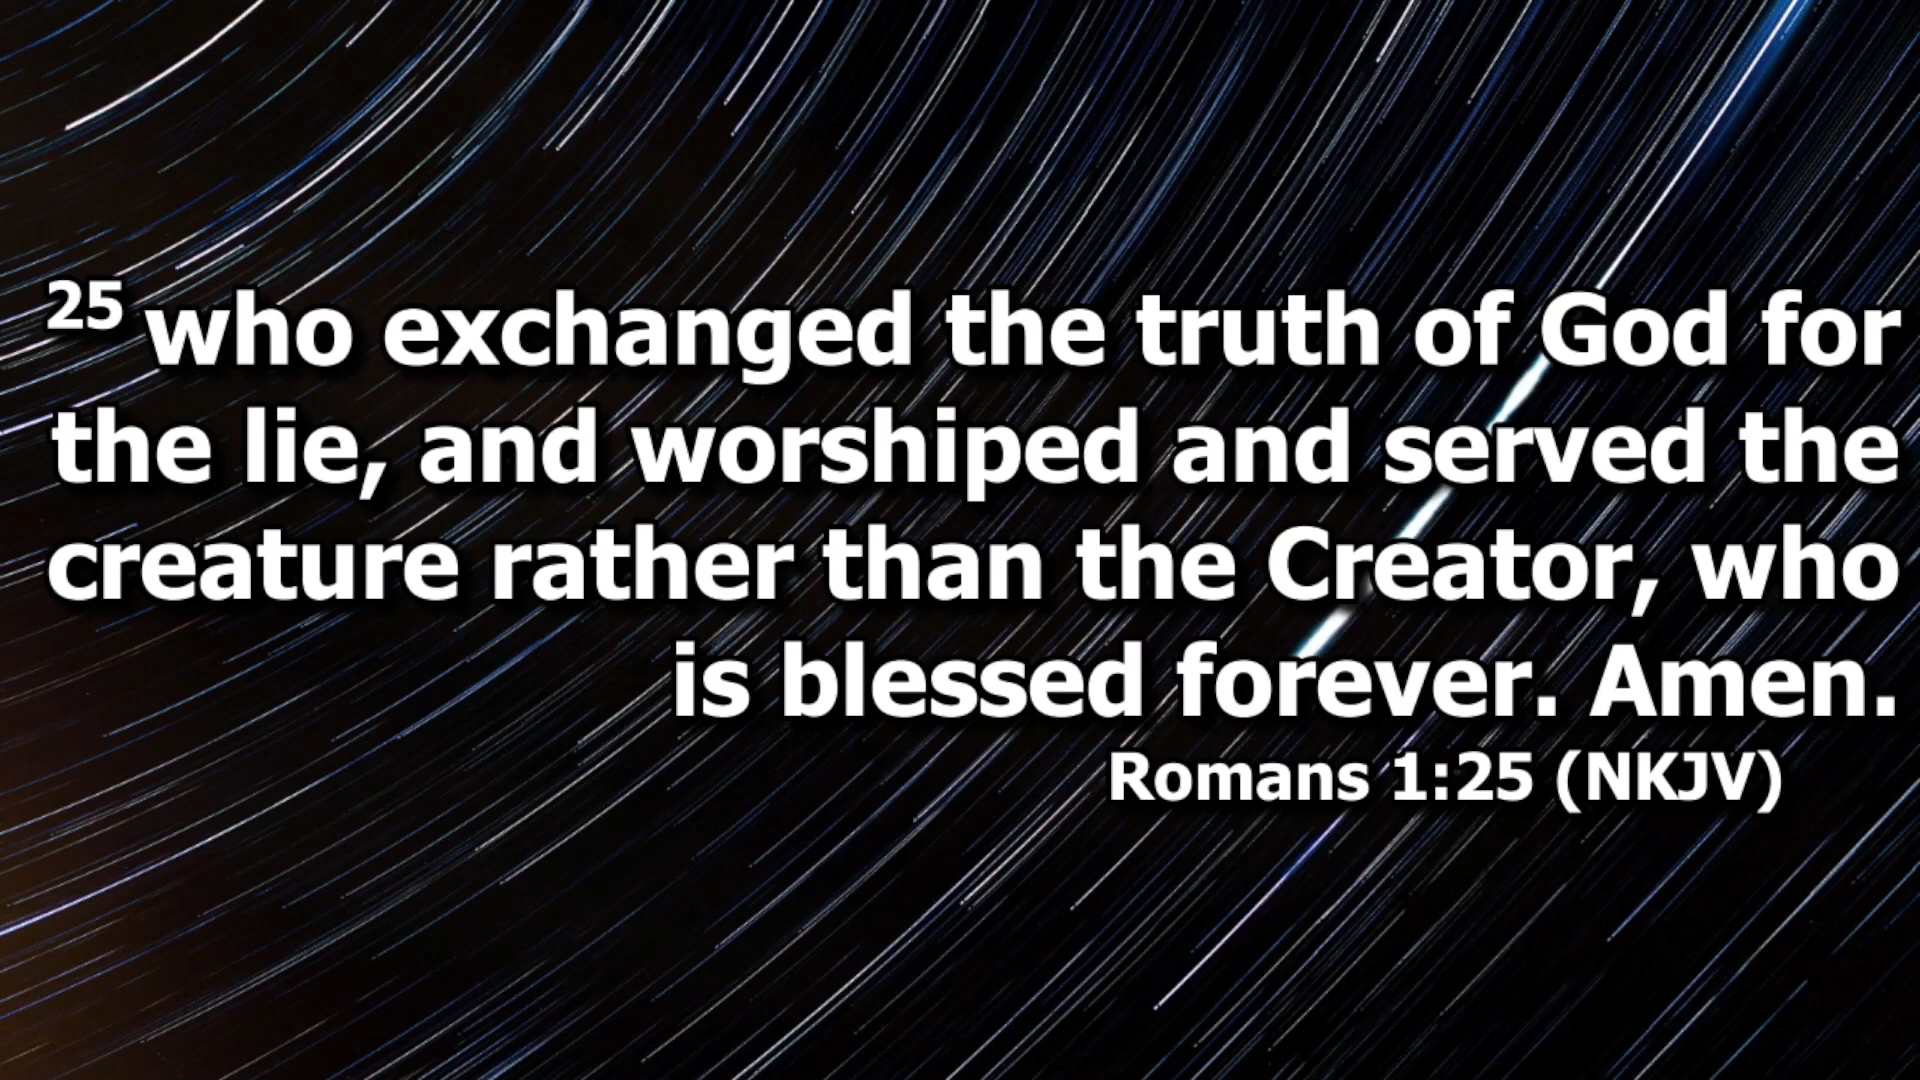 25 who exchanged the truth of God for
the lie, and worshiped and served the
creature rather than the Creator, who
is blessed forever. Amen.
Romans 1:25 (NKJV)